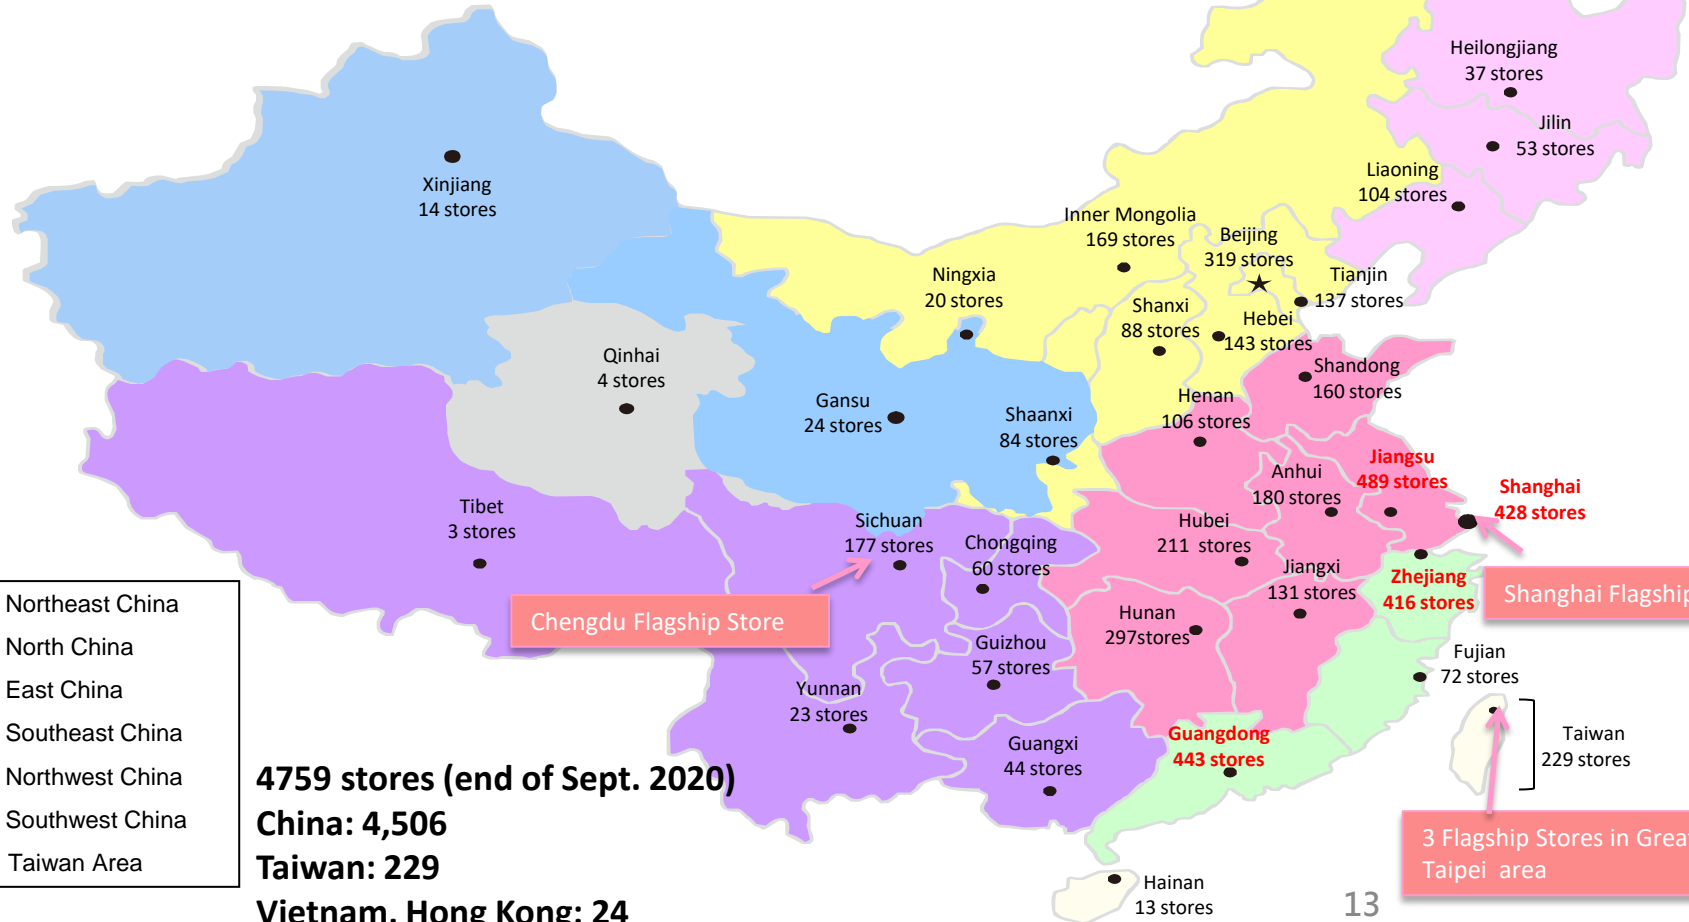 Heilongjiang
37 stores
Jilin
53 stores
Liaoning
104 stores
Xinjiang
14 stores
Inner Mongolia
169 stores
Beijing
319 stores
Ningxia
20 stores
Tianjin
137 stores
Shanxi
88 stores
Hebei
143 stores
Qinhai
4 stores
Shandong
160 stores
Gansu
24 stores
Shaanxi
84 stores
Henan
106 stores
Anhui
180 stores
Jiangsu
489 stores
Shanghai
428 stores
Tibet
3 stores
Sichuan
177 stores
Chongqing
60 stores
Hubei
211 stores
Jiangxi
131 stores
Zhejiang
416 stores
Shanghai Flagship
Chengdu Flagship Store
Hunan
297stores
Guizhou
57 stores
Fujian
72 stores
Yunnan
23 stores
Guangxi
44 stores
Guangdong
443 stores
Taiwan
229 stores
3 Flagship Stores in Grea
Taipei area
Hainan
13 stores
Northeast China
North China
East China
Southeast China
Northwest China
Southwest China
Taiwan Area
4759 stores (end of Sept. 2020)
China: 4,506
Taiwan: 229
Vietnam, Hong Kong: 24
13